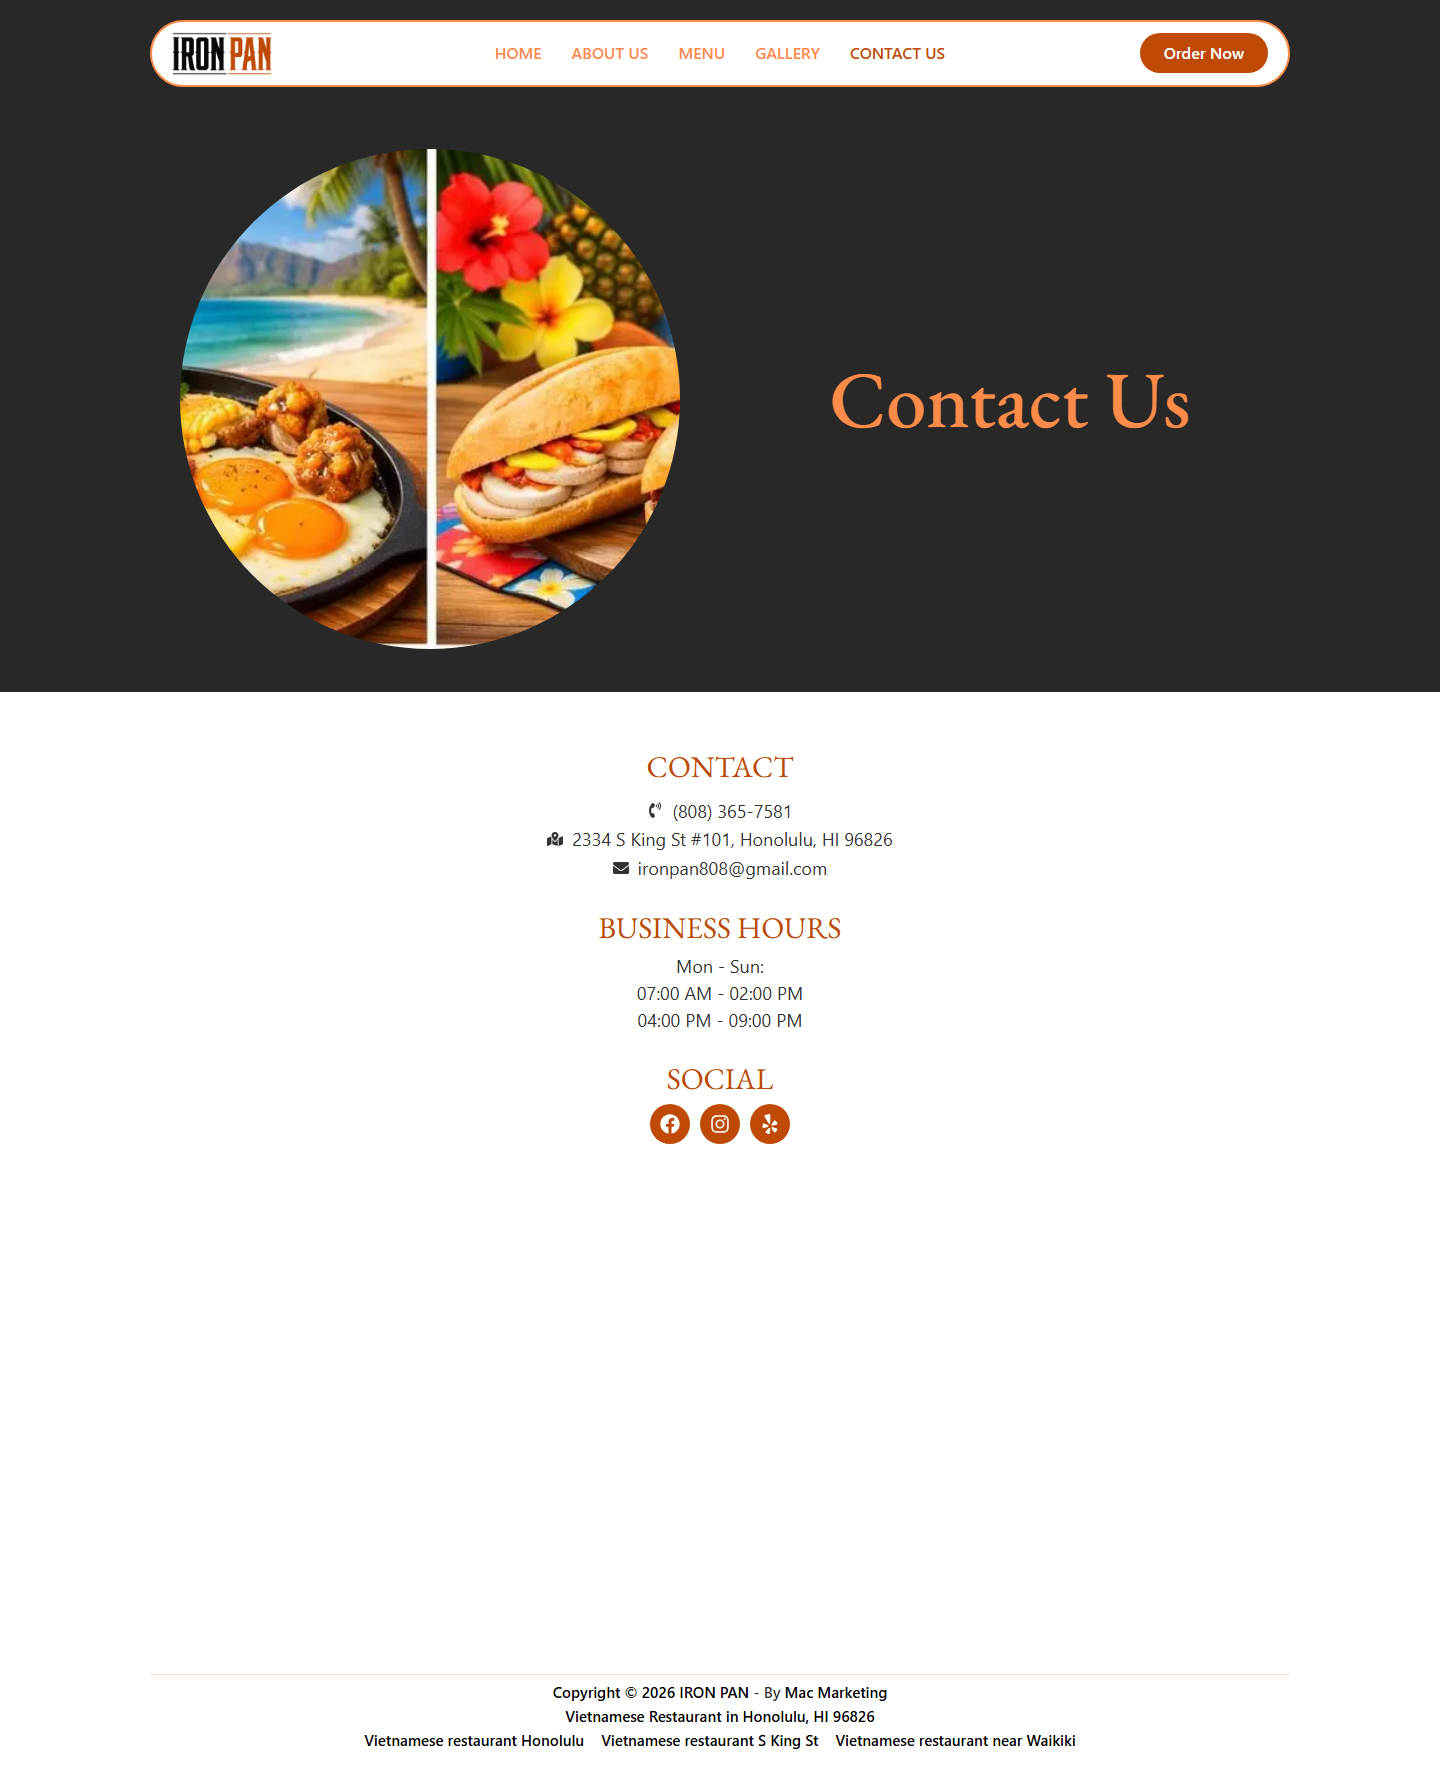 IRON PAN
HOME ABOUT US MENU GALLERY CONTACT US
Order Now
Contact Us
CONTACT
(808) 365-7581
2334 S King St #101, Honolulu, HI 96826
ironpan808@gmail.com
BUSINESS HOURS
Mon - Sun:
07:00 AM - 02:00 PM
04:00 PM - 09:00 PM
SOCIAL
Copyright © 2026 IRON PAN - By Mac Marketing
Vietnamese Restaurant in Honolulu, HI 96826
Vietnamese restaurant Honolulu Vietnamese restaurant S King St Vietnamese restaurant near Waikiki